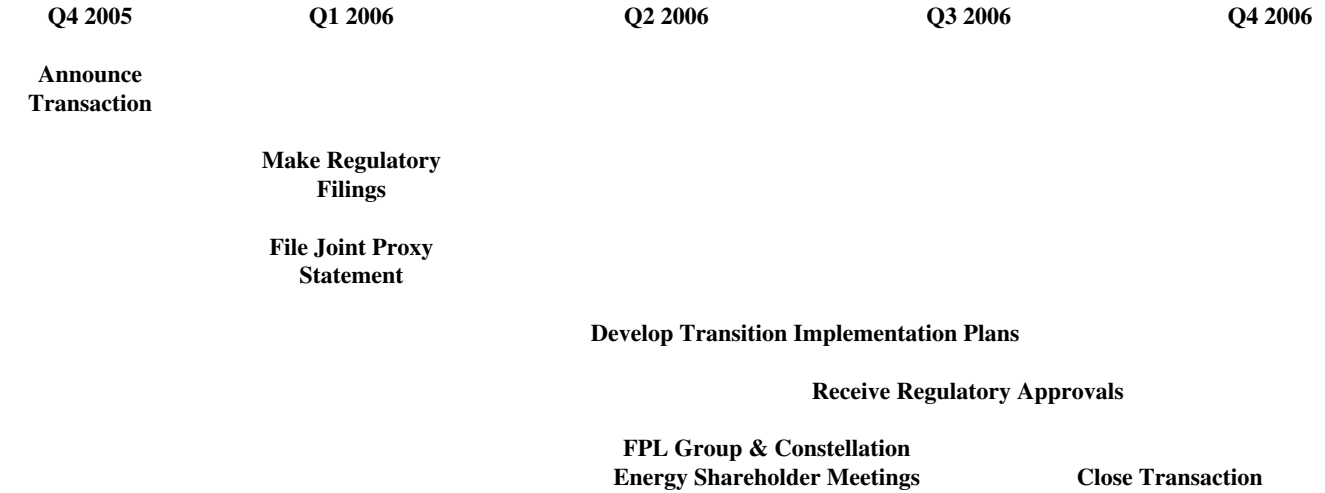 Q4 2005 Q1 2006 Q2 2006 Q3 2006 Q4 2006
Announce
Transaction
Make Regulatory
Filings
File Joint Proxy
Statement
Develop Transition Implementation Plans
Receive Regulatory Approvals
FPL Group & Constellation
Energy Shareholder Meetings Close Transaction